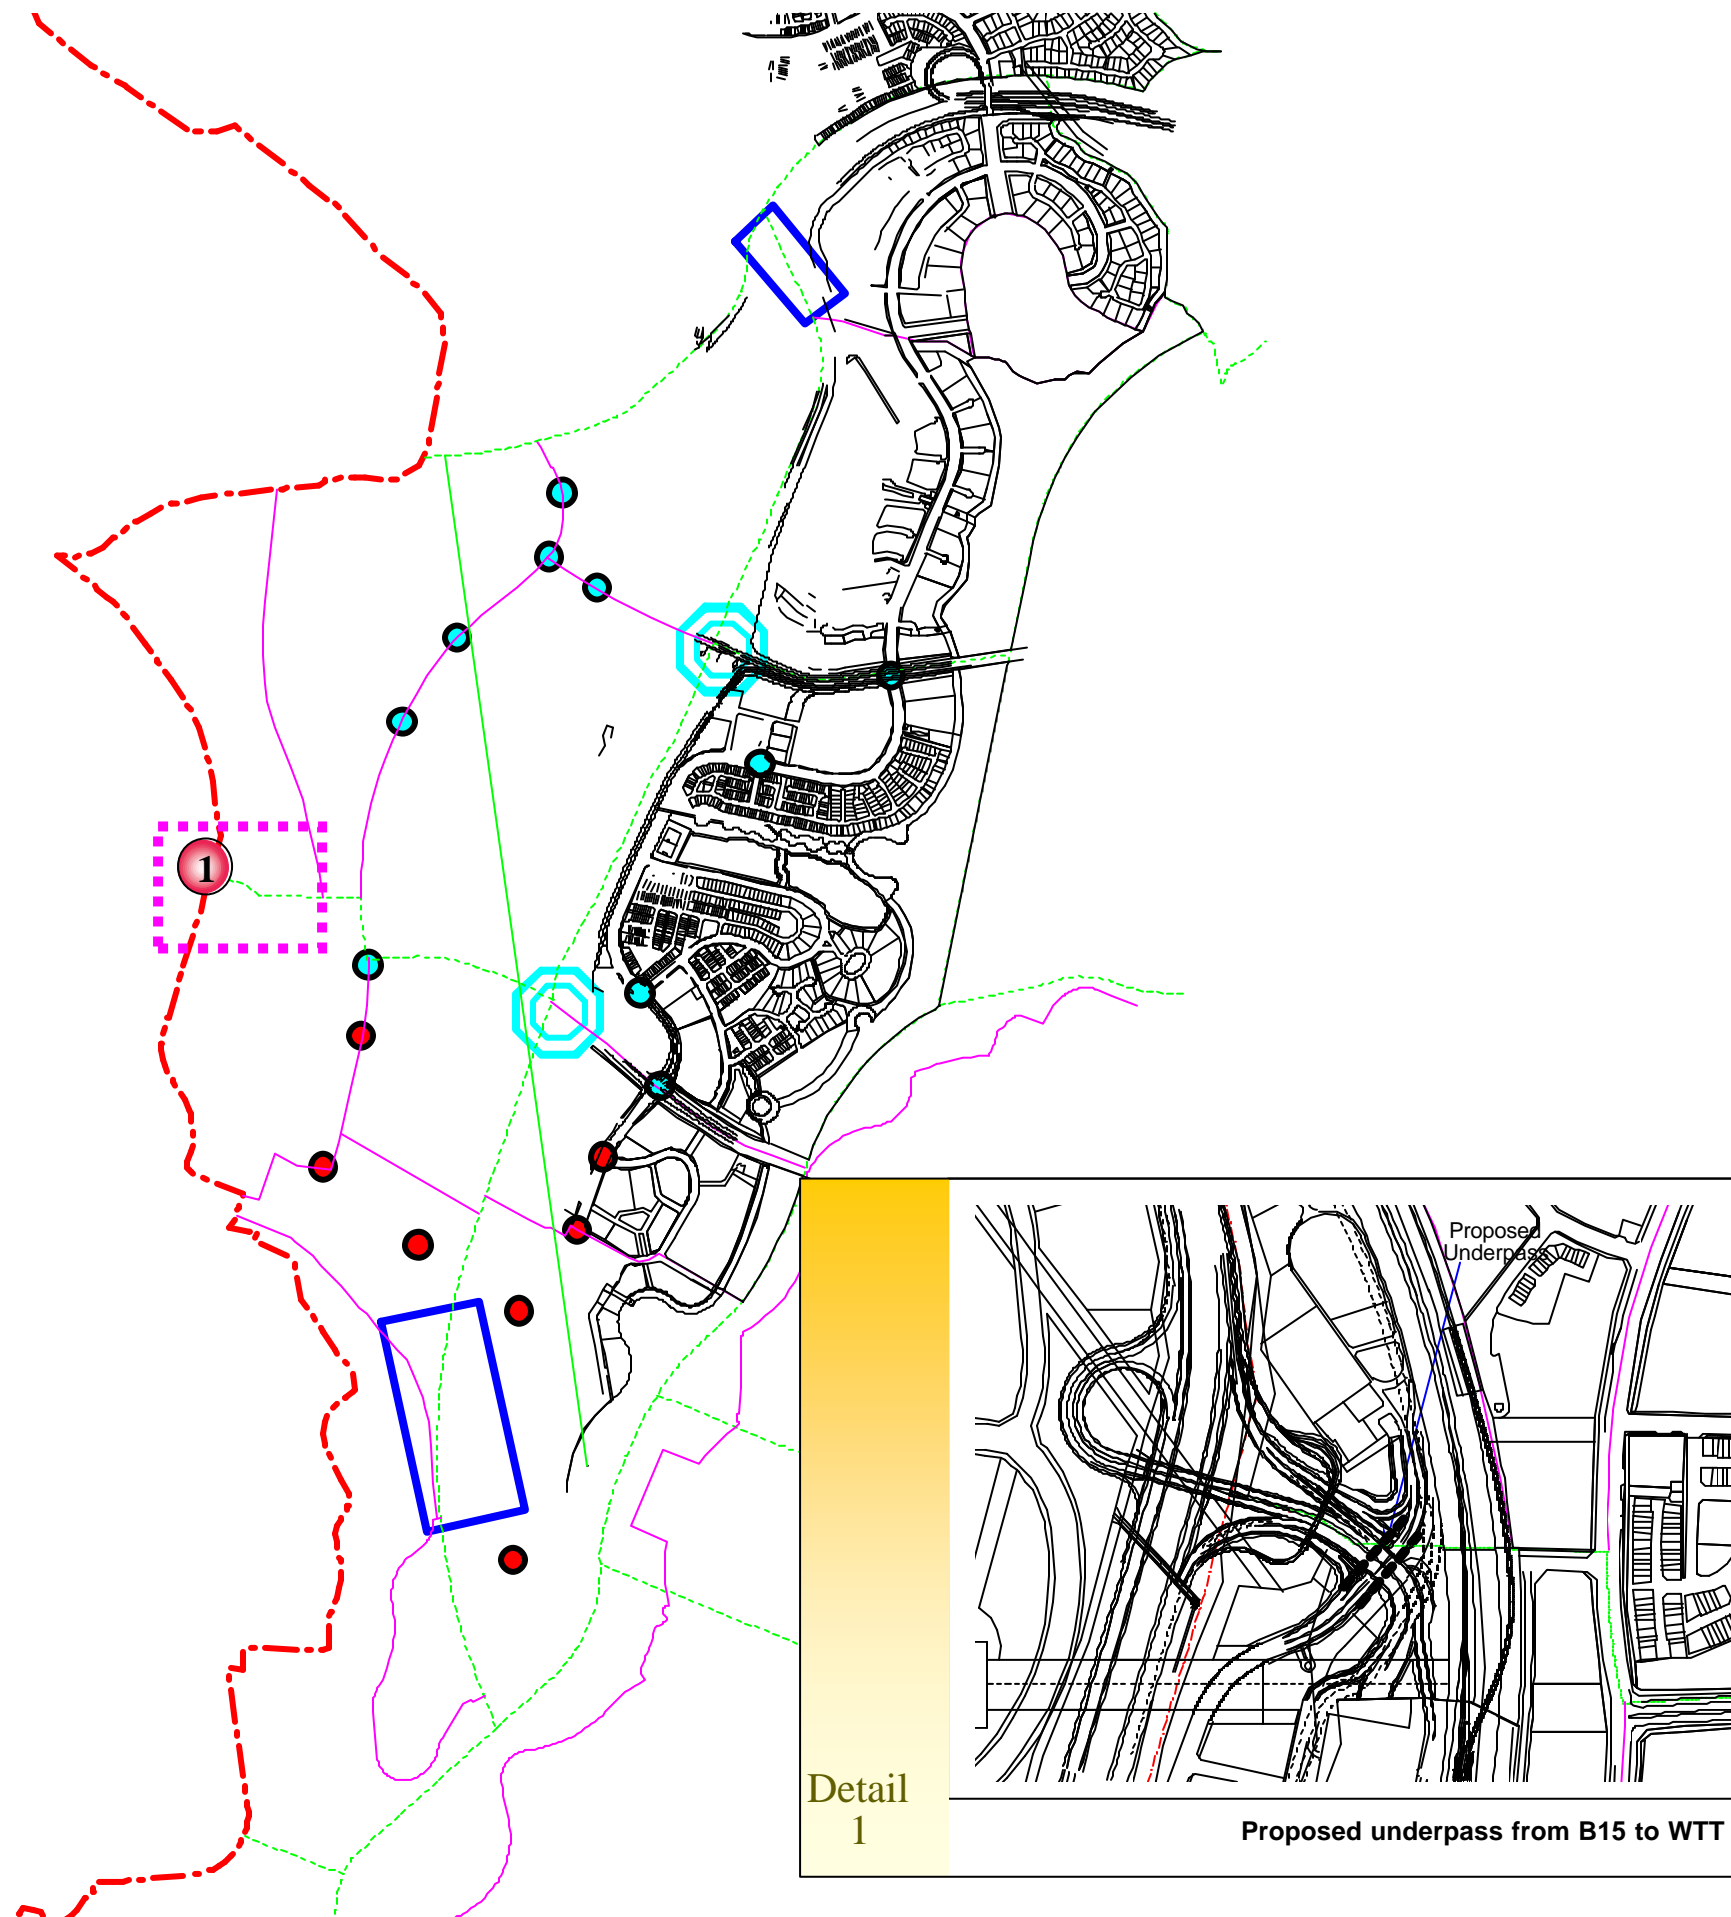 1
Proposed
Underpass
Detail
1
Proposed underpass from B15 to WTT